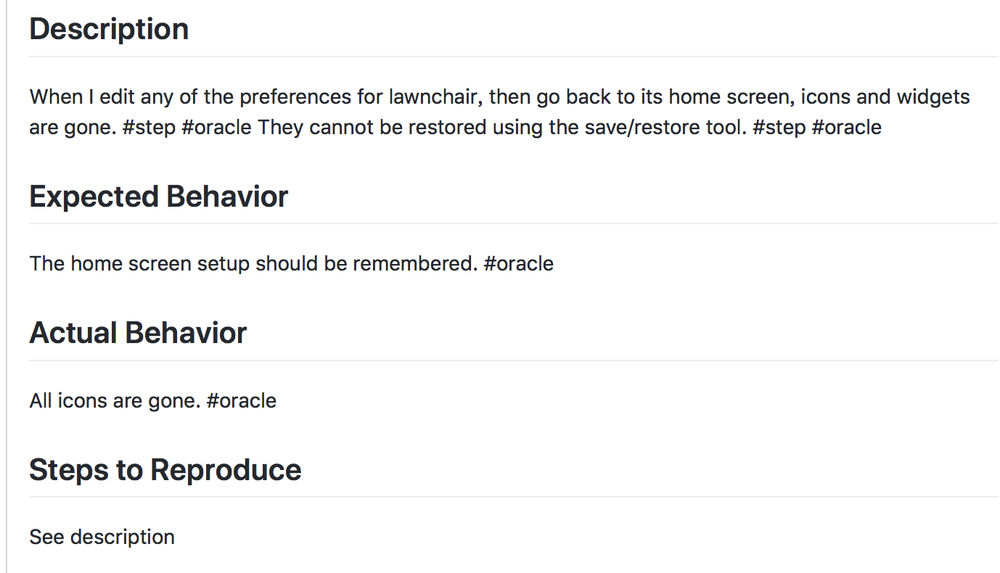 Description
When I edit any of the preferences for lawnchair, then go back to its home screen, icons and widgets
are gone. #step #oracle They cannot be restored using the save/restore tool. #step #oracle
Expected Behavior
The home screen setup should be remembered. #oracle
Actual Behavior
All icons are gone. #oracle
Steps to Reproduce
See description